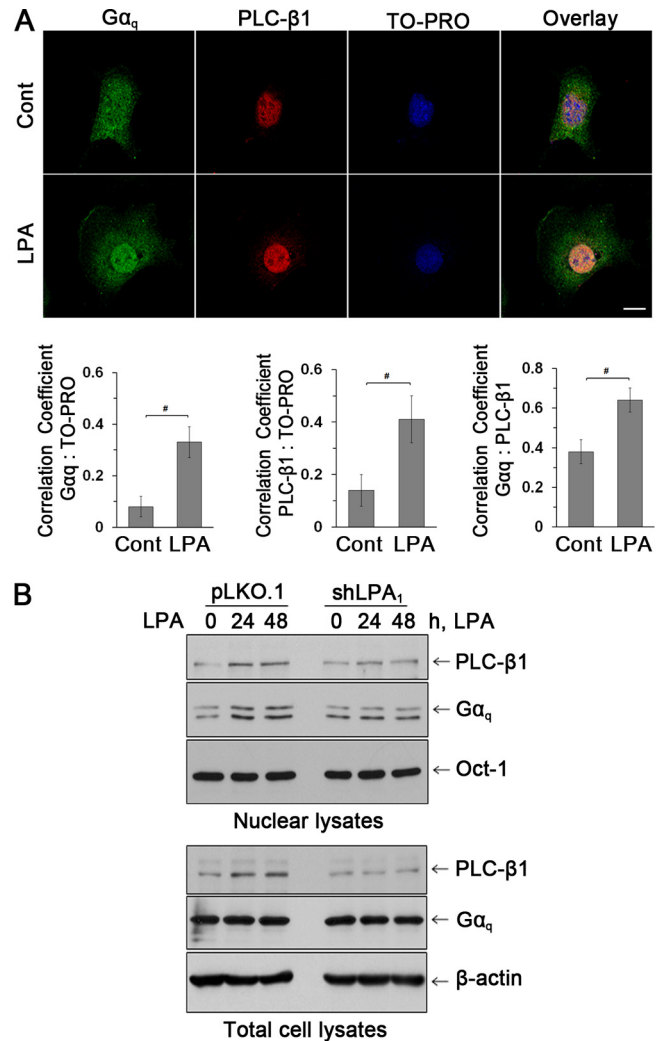 A
Gαq PLC-β1 TO-PRO Overlay
Cont
LPA
Correlation Coefficient
Gαq : TO-PRO
0.6
0.4
0.2
0
#
Cont LPA
Correlation Coefficient
PLC-β1 : TO-PRO
0.6
0.4
0.2
0
#
Cont LPA
Correlation Coefficient
Gαq : PLC-β1
0.8
0.6
0.4
0.2
0
#
Cont LPA
B
pLKO.1 shLPA1
LPA 0 24 48 0 24 48 h, LPA
← PLC-β1
← Gαq
← Oct-1
Nuclear lysates
← PLC-β1
← Gαq
← β-actin
Total cell lysates